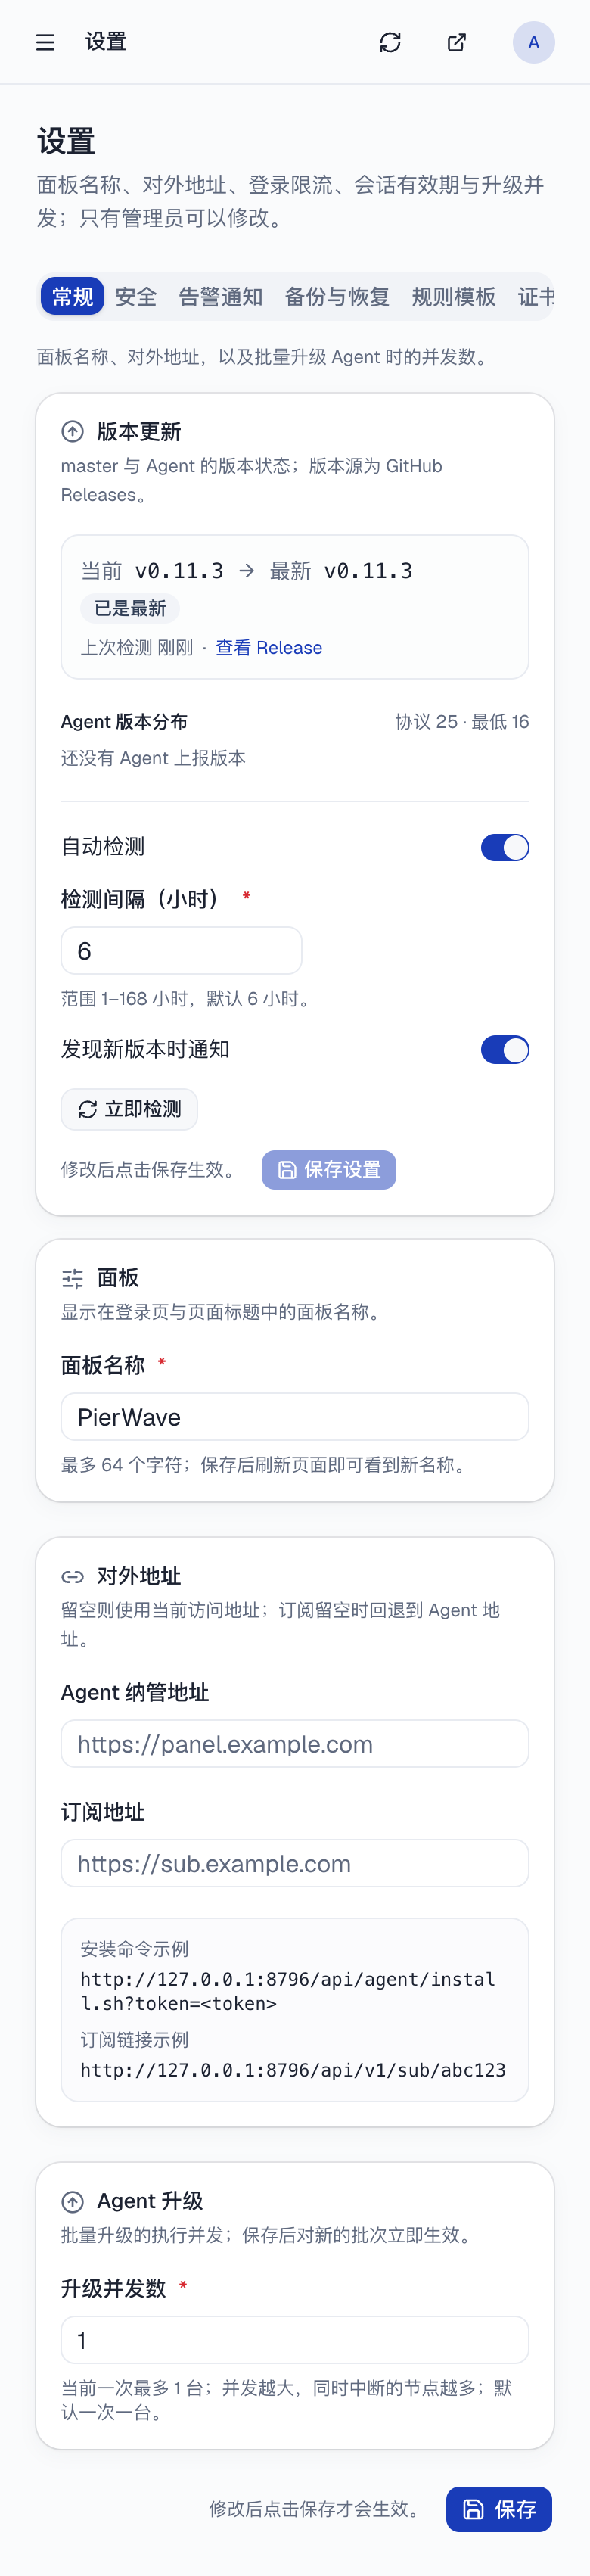 设置
A
设置
面板名称、对外地址、登录限流、会话有效期与升级并
发；只有管理员可以修改。
常规 安全 告警通知 备份与恢复 规则模板 证书
面板名称、对外地址，以及批量升级 Agent 时的并发数。
版本更新
master 与 Agent 的版本状态；版本源为 GitHub
Releases。
当前 v0.11.3 → 最新 v0.11.3
已是最新
上次检测 刚刚 · 查看 Release
Agent 版本分布 协议 25 · 最低 16
还没有 Agent 上报版本
自动检测
检测间隔（小时） *
6
范围 1–168 小时，默认 6 小时。
发现新版本时通知
立即检测
修改后点击保存生效。 保存设置
面板
显示在登录页与页面标题中的面板名称。
面板名称 *
PierWave
最多 64 个字符；保存后刷新页面即可看到新名称。
对外地址
留空则使用当前访问地址；订阅留空时回退到 Agent 地
址。
Agent 纳管地址
https://panel.example.com
订阅地址
https://sub.example.com
安装命令示例
http://127.0.0.1:8796/api/agent/instal
l.sh?token=<token>
订阅链接示例
http://127.0.0.1:8796/api/v1/sub/abc123
Agent 升级
批量升级的执行并发；保存后对新的批次立即生效。
升级并发数 *
1
当前一次最多 1 台；并发越大，同时中断的节点越多；默
认一次一台。
修改后点击保存才会生效。 保存